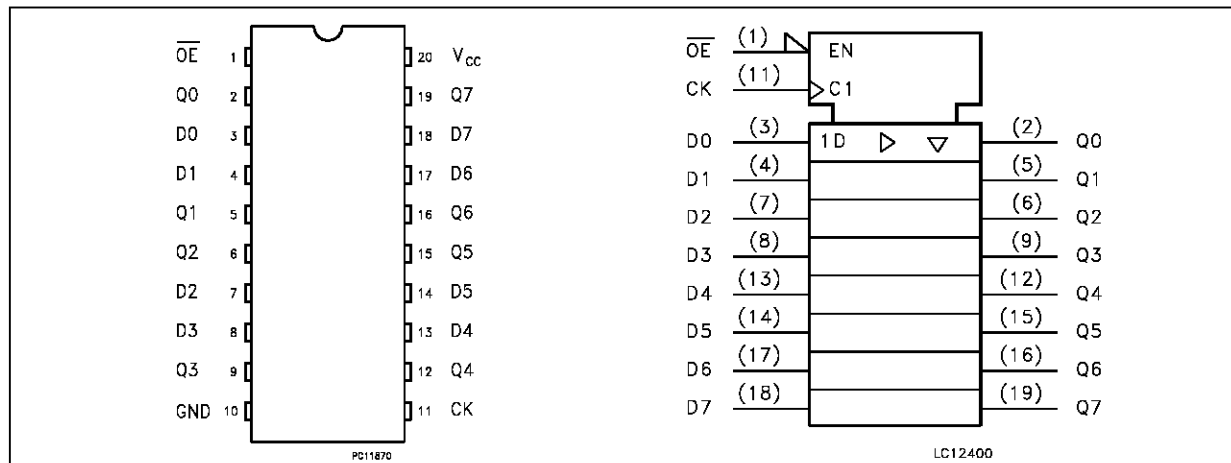 O̅E̅ 1 20 VCC
Q0 2 19 Q7
D0 3 18 D7
D1 4 17 D6
Q1 5 16 Q6
Q2 6 15 Q5
D2 7 14 D5
D3 8 13 D4
Q3 9 12 Q4
GND 10 11 CK
PC11870
O̅E̅ (1) EN
CK (11) C1
D0 (3) 1D (2) Q0
D1 (4) (5) Q1
D2 (7) (6) Q2
D3 (8) (9) Q3
D4 (13) (12) Q4
D5 (14) (15) Q5
D6 (17) (16) Q6
D7 (18) (19) Q7
LC12400